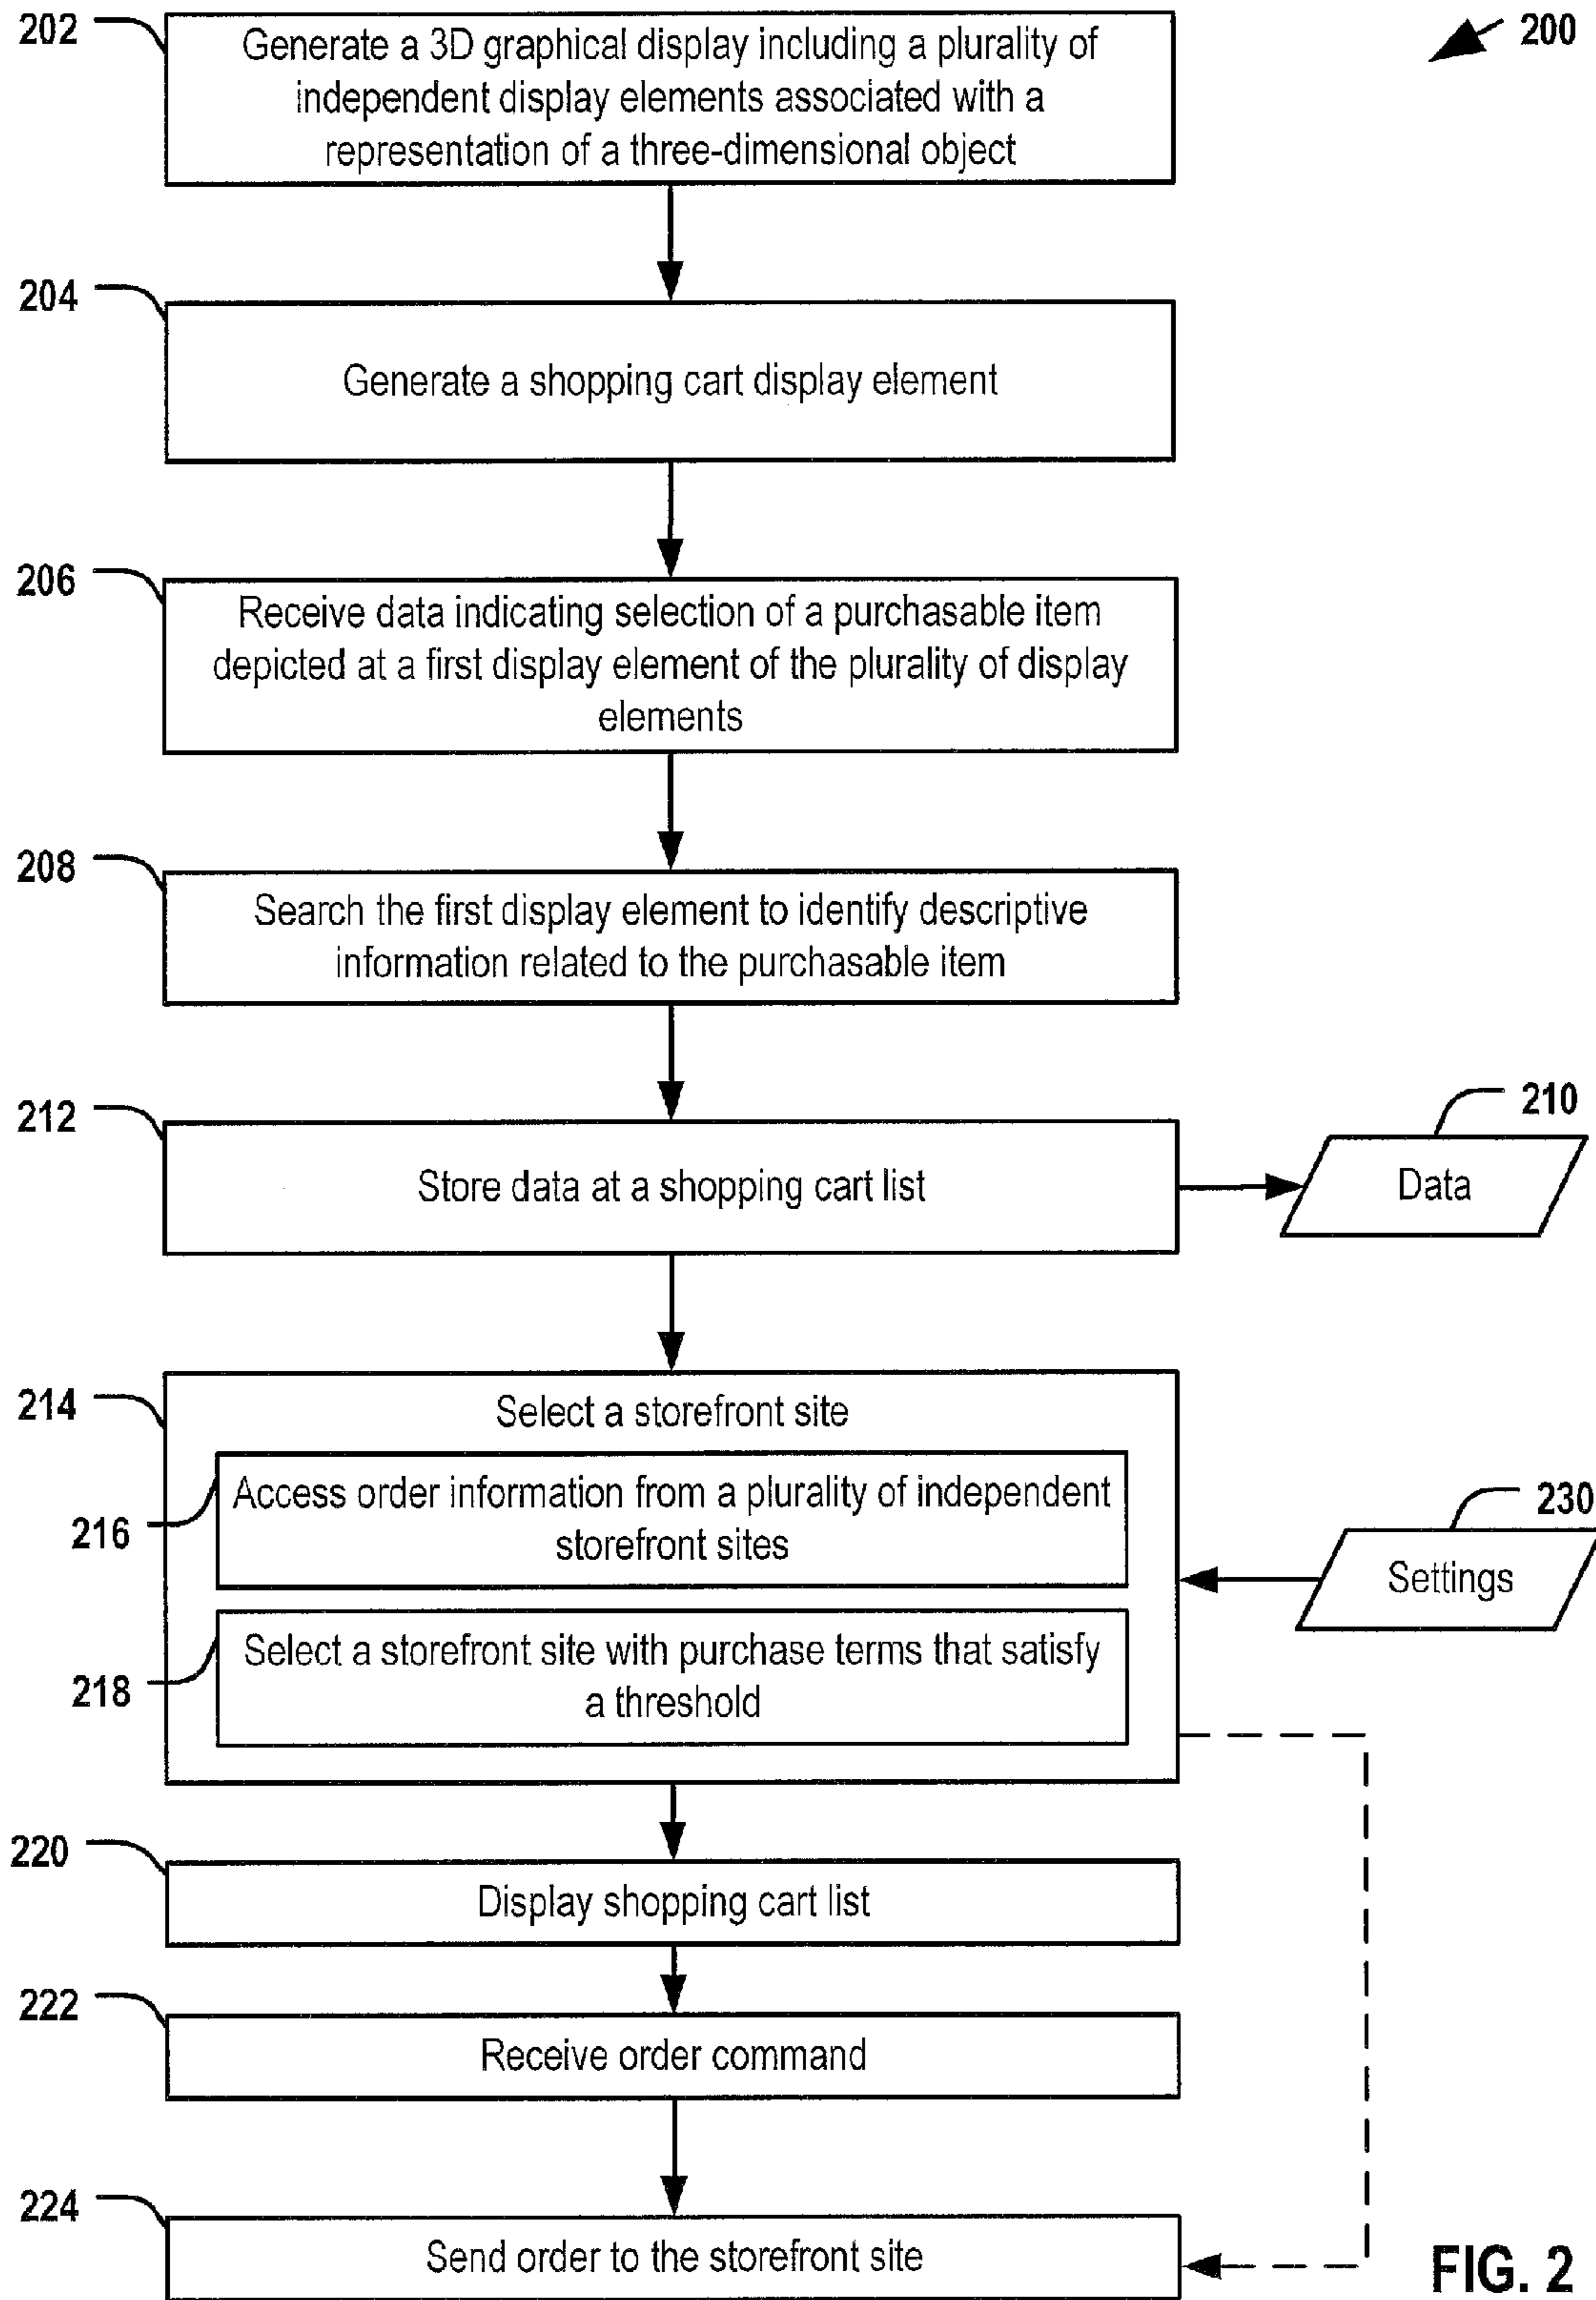 202
200
Generate a 3D graphical display including a plurality of
independent display elements associated with a
representation of a three-dimensional object
204
Generate a shopping cart display element
206
Receive data indicating selection of a purchasable item
depicted at a first display element of the plurality of display
elements
208
Search the first display element to identify descriptive
information related to the purchasable item
212
Store data at a shopping cart list
210
Data
214
Select a storefront site
216
Access order information from a plurality of independent
storefront sites
230
Settings
218
Select a storefront site with purchase terms that satisfy
a threshold
220
Display shopping cart list
222
Receive order command
224
Send order to the storefront site
FIG. 2